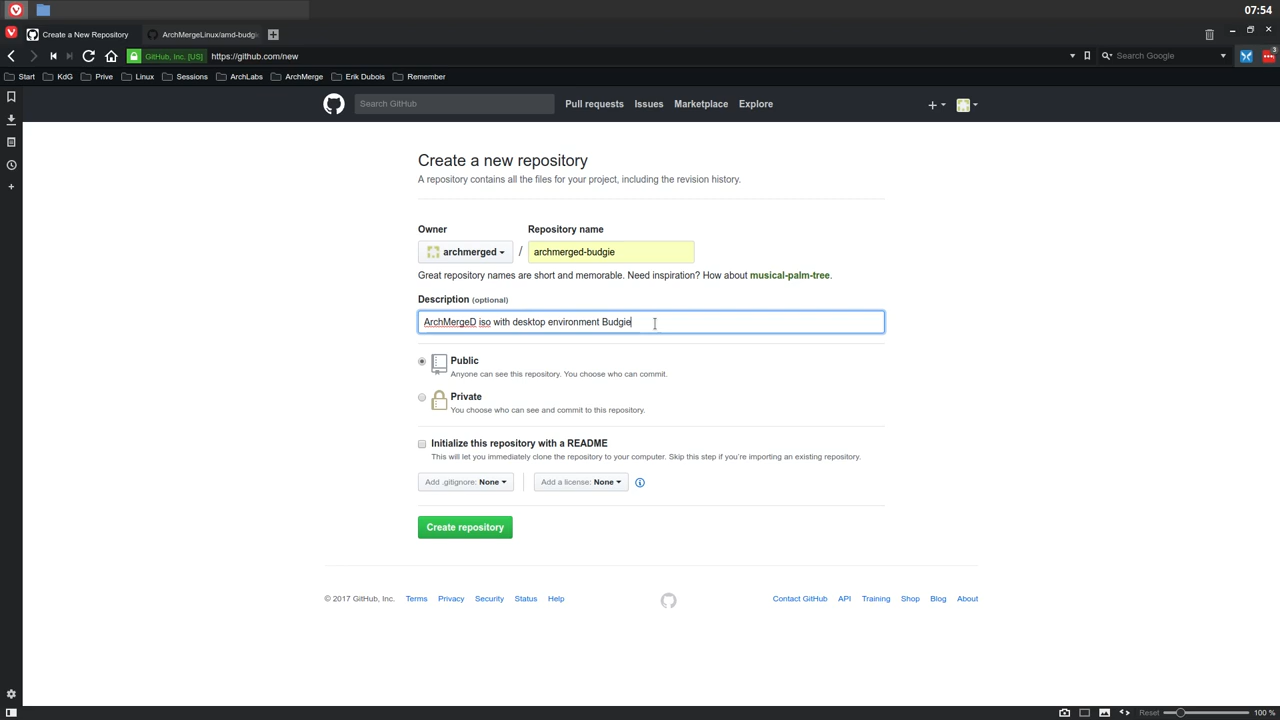 07:54
Create a New Repository
ArchMergeLinux/amd-budgi
GitHub, Inc. [US]
https://github.com/new
Search Google
3
Start
KdG
Prive
Linux
Sessions
ArchLabs
ArchMerge
Erik Dubois
Remember
Search GitHub
Pull requests
Issues
Marketplace
Explore
Create a new repository
A repository contains all the files for your project, including the revision history.
Owner
Repository name
archmerged
/
archmerged-budgie
Great repository names are short and memorable. Need inspiration? How about musical-palm-tree.
Description (optional)
ArchMergeD iso with desktop environment Budgie
Public
Anyone can see this repository. You choose who can commit.
Private
You choose who can see and commit to this repository.
Initialize this repository with a README
This will let you immediately clone the repository to your computer. Skip this step if you're importing an existing repository.
Add .gitignore: None
Add a license: None
Create repository
© 2017 GitHub, Inc.
Terms
Privacy
Security
Status
Help
Contact GitHub
API
Training
Shop
Blog
About
Reset
100 %